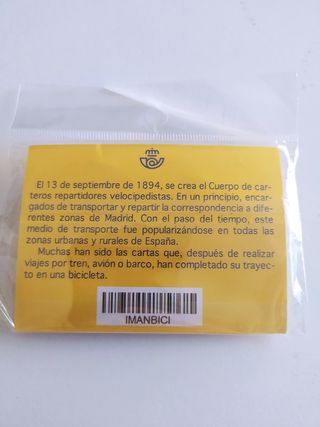 El 13 de septiembre de 1894, se crea el Cuerpo de car-
teros repartidores velocipedistas. En un principio, encar-
gados de transportar y repartir la correspondencia a dife-
rentes zonas de Madrid. Con el paso del tiempo, este
medio de transporte fue popularizándose en todas las
zonas urbanas y rurales de España.
Muchas han sido las cartas que, después de realizar
viajes por tren, avión o barco, han completado su trayec-
to en una bicicleta.
IMANBICI